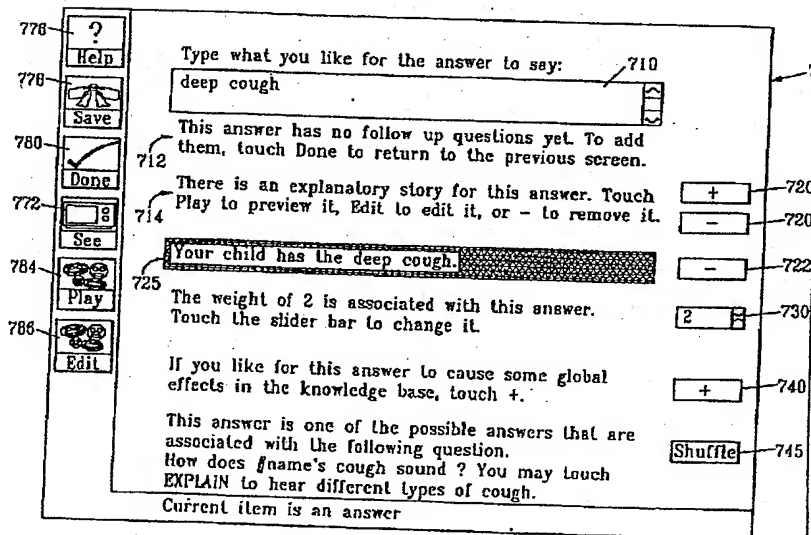 776
?
Help
778
Save
780
Done
772
See
784
Play
786
Edit
Type what you like for the answer to say:
710
deep cough
712
This answer has no follow up questions yet. To add
them, touch Done to return to the previous screen.
714
There is an explanatory story for this answer. Touch
Play to preview it, Edit to edit it, or - to remove it.
+
720
-
720
725
Your child has the deep cough.
-
722
The weight of 2 is associated with this answer.
Touch the slider bar to change it.
2
730
If you like for this answer to cause some global
effects in the knowledge base, touch +.
+
740
This answer is one of the possible answers that are
associated with the following question.
How does #name's cough sound ? You may touch
EXPLAIN to hear different types of cough.
Shuffle
745
Current item is an answer